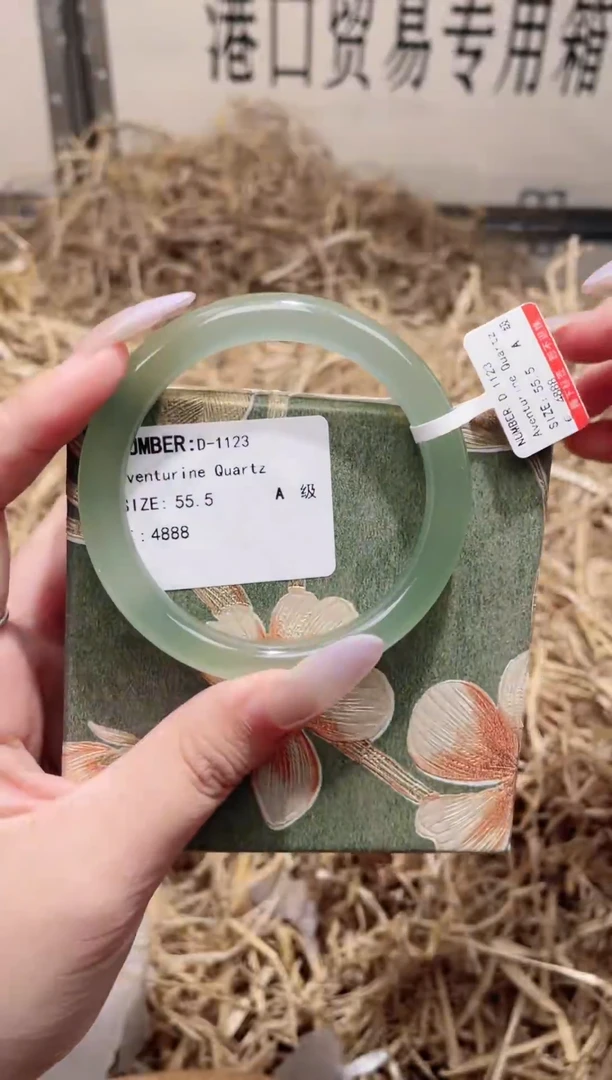 港口贸易专用箱
UMBER:D-1123
venturine Quartz
SIZE: 55.5 A 级
: 4888
NUMBER D 1123
Aventurine Quartz
SIZE: 55 5 A 级
4888